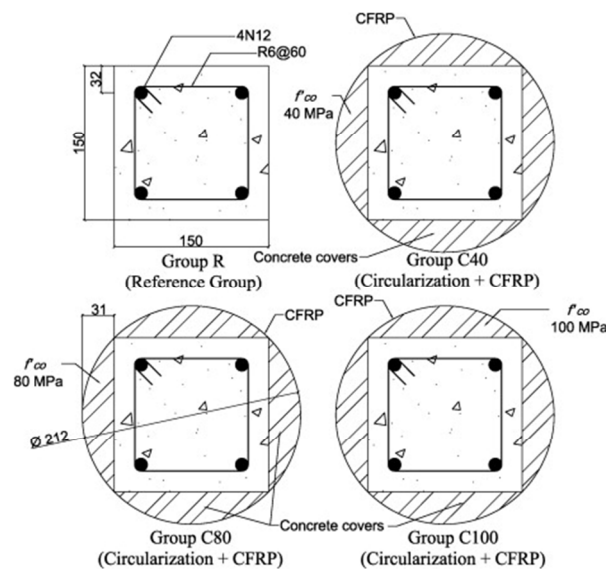 4N12
R6@60
32
150
150
Group R
(Reference Group)
CFRP
f'co
40 MPa
Concrete covers
Group C40
(Circularization + CFRP)
31
CFRP
f'co
80 MPa
Ø 212
Group C80
(Circularization + CFRP)
CFRP
f'co
100 MPa
Concrete covers
Group C100
(Circularization + CFRP)